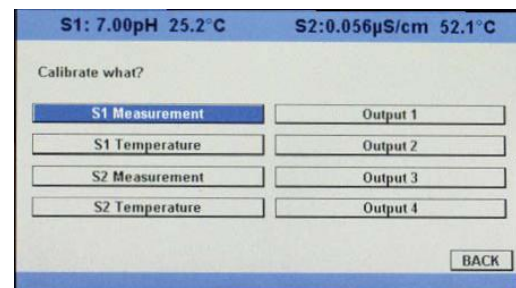 S1: 7.00pH 25.2°C S2:0.056µS/cm 52.1°C
Calibrate what?
S1 Measurement Output 1
S1 Temperature Output 2
S2 Measurement Output 3
S2 Temperature Output 4
BACK